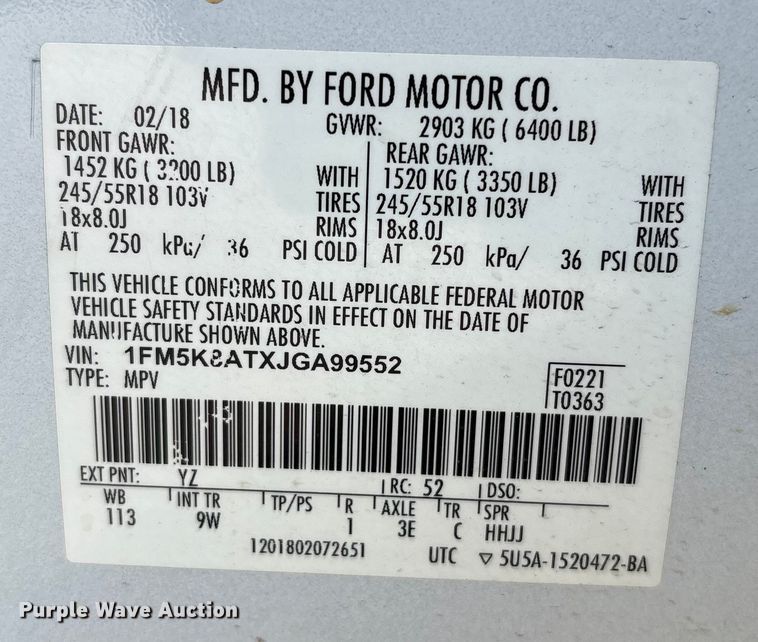 MFD. BY FORD MOTOR CO.
DATE: 02/18 GVWR: 2903 KG ( 6400 LB)
FRONT GAWR: REAR GAWR:
1452 KG ( 3200 LB) WITH 1520 KG ( 3350 LB) WITH
245/55R18 103V TIRES 245/55R18 103V TIRES
18x8.0J RIMS 18x8.0J RIMS
AT 250 kPa/ 36 PSI COLD AT 250 kPa/ 36 PSI COLD
THIS VEHICLE CONFORMS TO ALL APPLICABLE FEDERAL MOTOR
VEHICLE SAFETY STANDARDS IN EFFECT ON THE DATE OF
MANUFACTURE SHOWN ABOVE.
VIN: 1FM5K8ATXJGA99552
TYPE: MPV
F0221
T0363
EXT PNT: YZ RC: 52 DSO:
WB INT TR TP/PS R AXLE TR SPR
113 9W 1 3E C HHJJ
1201802072651 UTC ▽ 5U5A-1520472-BA
Purple Wave Auction